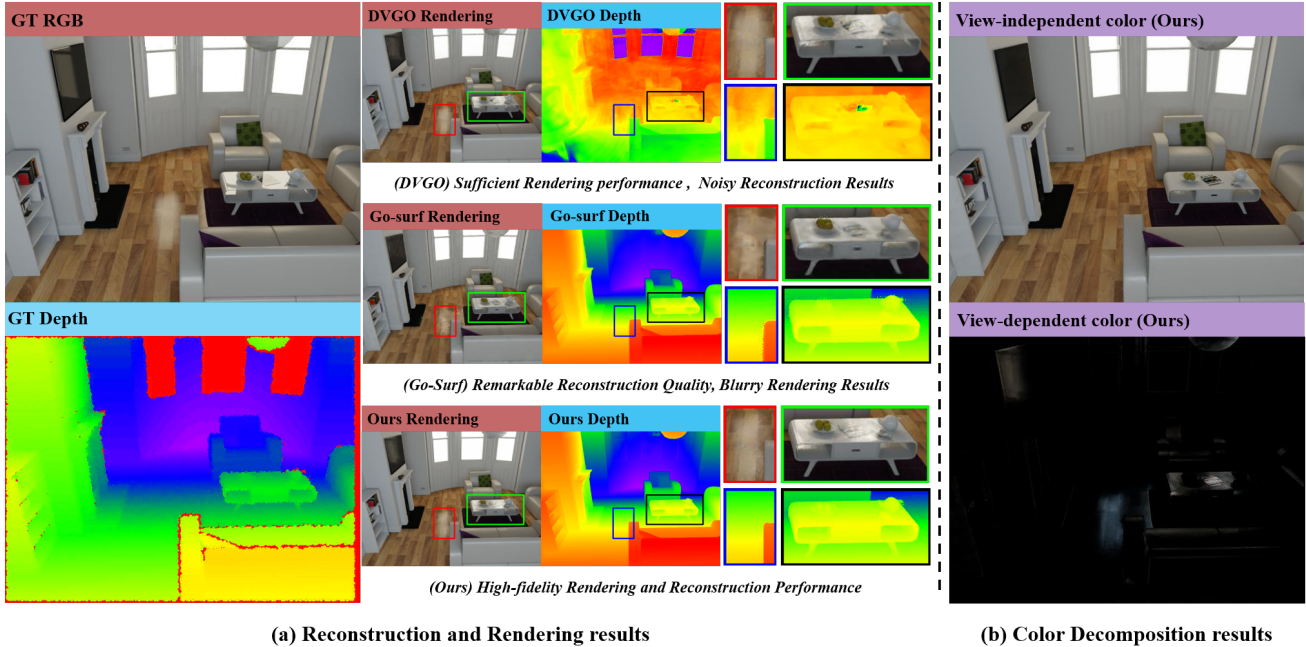 GT RGB
GT Depth
DVGO Rendering
DVGO Depth
(DVGO) Sufficient Rendering performance , Noisy Reconstruction Results
Go-surf Rendering
Go-surf Depth
(Go-Surf) Remarkable Reconstruction Quality, Blurry Rendering Results
Ours Rendering
Ours Depth
(Ours) High-fidelity Rendering and Reconstruction Performance
(a) Reconstruction and Rendering results
View-independent color (Ours)
View-dependent color (Ours)
(b) Color Decomposition results